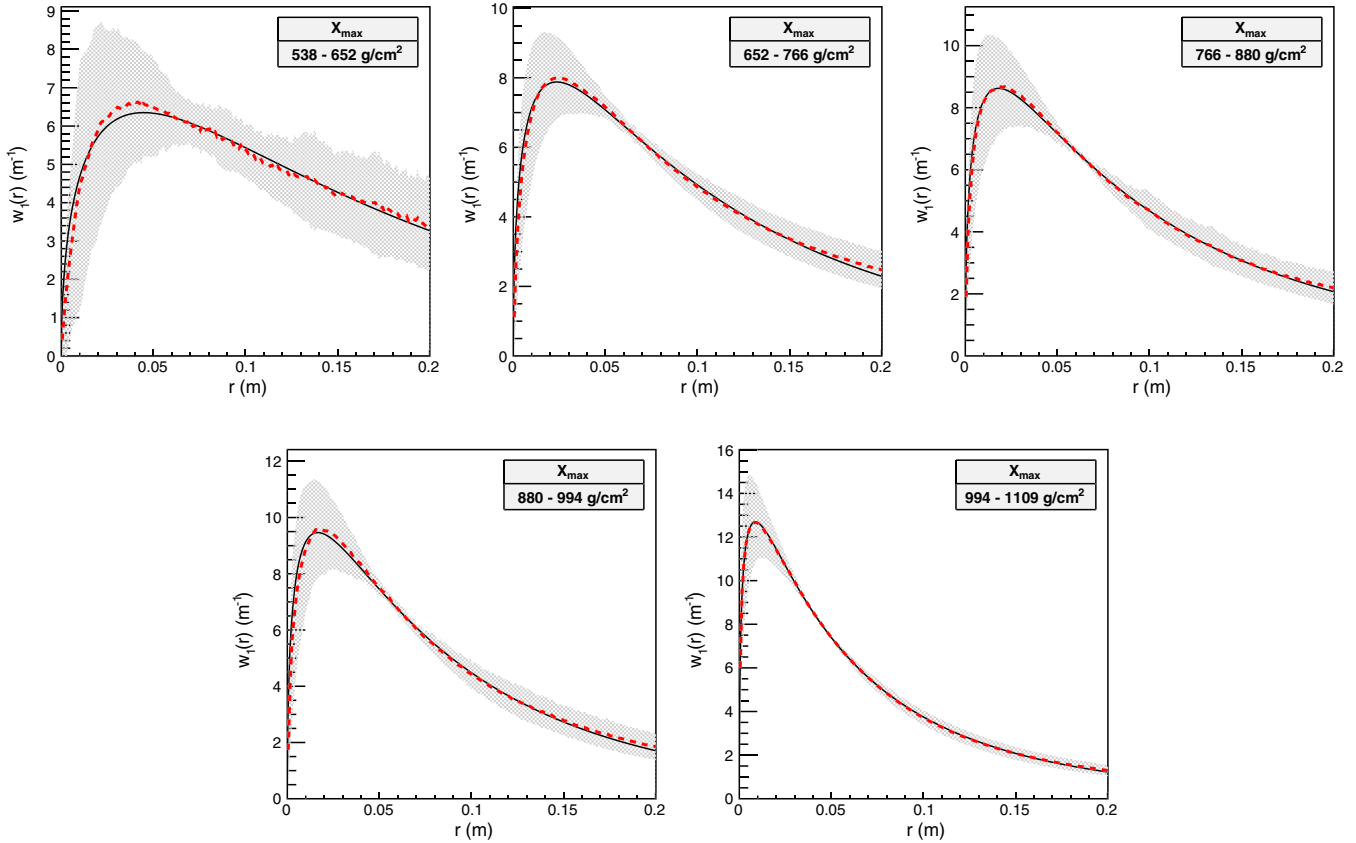 X_max
538 - 652 g/cm²
w₁(r) (m⁻¹)
9
8
7
6
5
4
3
2
1
0
0 0.05 0.1 0.15 0.2
r (m)
X_max
652 - 766 g/cm²
w₁(r) (m⁻¹)
10
8
6
4
2
0
0 0.05 0.1 0.15 0.2
r (m)
X_max
766 - 880 g/cm²
w₁(r) (m⁻¹)
10
8
6
4
2
0
0 0.05 0.1 0.15 0.2
r (m)
X_max
880 - 994 g/cm²
w₁(r) (m⁻¹)
12
10
8
6
4
2
0
0 0.05 0.1 0.15 0.2
r (m)
X_max
994 - 1109 g/cm²
w₁(r) (m⁻¹)
16
14
12
10
8
6
4
2
0
0 0.05 0.1 0.15 0.2
r (m)